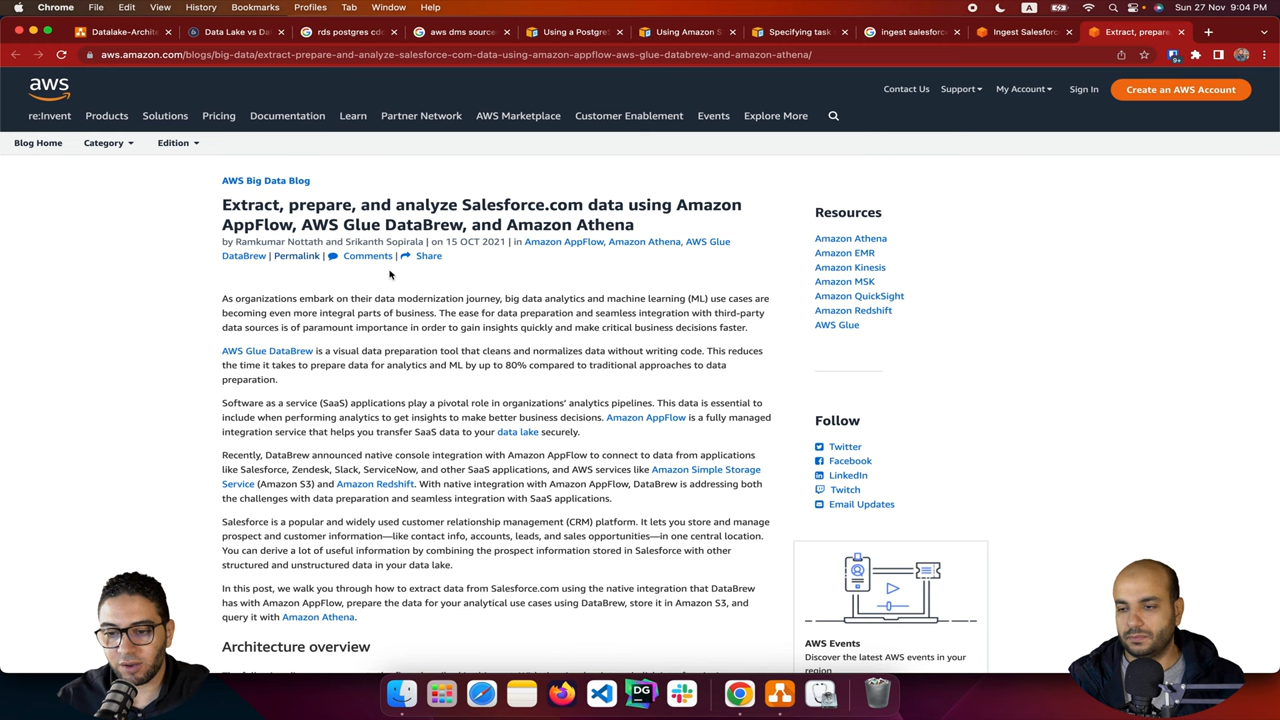 Chrome File Edit View History Bookmarks Profiles Tab Window Help
A
Sun 27 Nov 9:04 PM
Datalake-Archite
Data Lake vs Da
rds postgres cdc
aws dms source
Using a Postgre
Using Amazon S
Specifying task s
ingest salesforc
Ingest Salesforc
Extract, prepare
aws.amazon.com/blogs/big-data/extract-prepare-and-analyze-salesforce-com-data-using-amazon-appflow-aws-glue-databrew-and-amazon-athena/
aws
Contact Us Support My Account Sign In Create an AWS Account
re:Invent Products Solutions Pricing Documentation Learn Partner Network AWS Marketplace Customer Enablement Events Explore More
Blog Home Category Edition
AWS Big Data Blog
Extract, prepare, and analyze Salesforce.com data using Amazon
AppFlow, AWS Glue DataBrew, and Amazon Athena
by Ramkumar Nottath and Srikanth Sopirala | on 15 OCT 2021 | in Amazon AppFlow, Amazon Athena, AWS Glue
DataBrew | Permalink | Comments | Share
As organizations embark on their data modernization journey, big data analytics and machine learning (ML) use cases are
becoming even more integral parts of business. The ease for data preparation and seamless integration with third-party
data sources is of paramount importance in order to gain insights quickly and make critical business decisions faster.
AWS Glue DataBrew is a visual data preparation tool that cleans and normalizes data without writing code. This reduces
the time it takes to prepare data for analytics and ML by up to 80% compared to traditional approaches to data
preparation.
Software as a service (SaaS) applications play a pivotal role in organizations' analytics pipelines. This data is essential to
include when performing analytics to get insights to make better business decisions. Amazon AppFlow is a fully managed
integration service that helps you transfer SaaS data to your data lake securely.
Recently, DataBrew announced native console integration with Amazon AppFlow to connect to data from applications
like Salesforce, Zendesk, Slack, ServiceNow, and other SaaS applications, and AWS services like Amazon Simple Storage
Service (Amazon S3) and Amazon Redshift. With native integration with Amazon AppFlow, DataBrew is addressing both
the challenges with data preparation and seamless integration with SaaS applications.
Salesforce is a popular and widely used customer relationship management (CRM) platform. It lets you store and manage
prospect and customer information—like contact info, accounts, leads, and sales opportunities—in one central location.
You can derive a lot of useful information by combining the prospect information stored in Salesforce with other
structured and unstructured data in your data lake.
In this post, we walk you through how to extract data from Salesforce.com using the native integration that DataBrew
has with Amazon AppFlow, prepare the data for your analytical use cases using DataBrew, store it in Amazon S3, and
query it with Amazon Athena.
Architecture overview
Resources
Amazon Athena
Amazon EMR
Amazon Kinesis
Amazon MSK
Amazon QuickSight
Amazon Redshift
AWS Glue
Follow
Twitter
Facebook
LinkedIn
Twitch
Email Updates
AWS Events
Discover the latest AWS events in your
region
DG